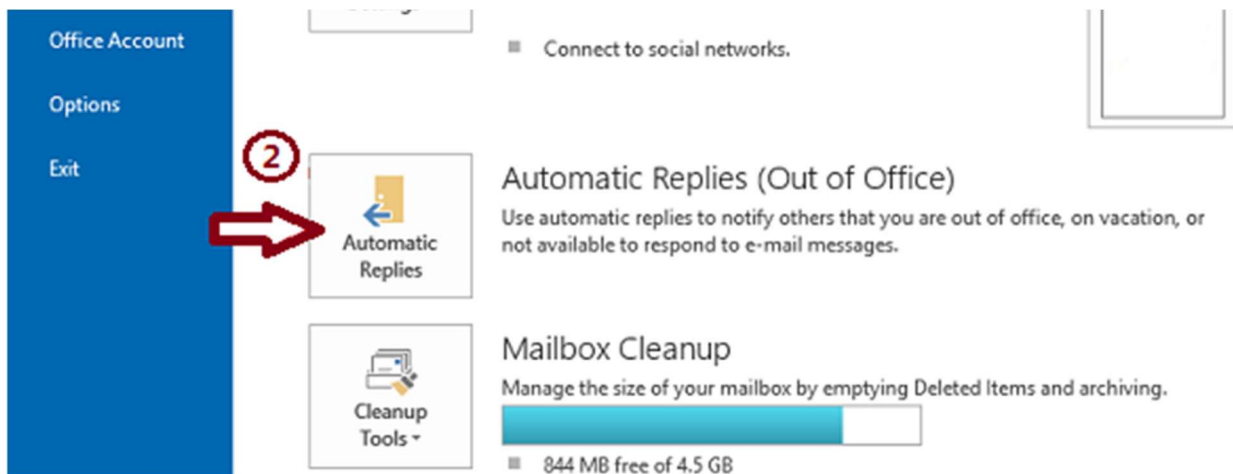 Office Account
Connect to social networks.
Options
Exit
2
Automatic Replies (Out of Office)
Use automatic replies to notify others that you are out of office, on vacation, or
not available to respond to e-mail messages.
Automatic
Replies
Mailbox Cleanup
Manage the size of your mailbox by emptying Deleted Items and archiving.
Cleanup
Tools
844 MB free of 4.5 GB